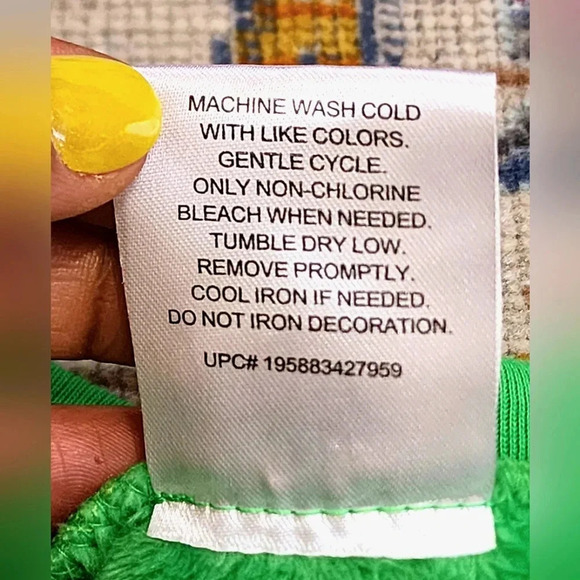 MACHINE WASH COLD
WITH LIKE COLORS.
GENTLE CYCLE.
ONLY NON-CHLORINE
BLEACH WHEN NEEDED.
TUMBLE DRY LOW.
REMOVE PROMPTLY.
COOL IRON IF NEEDED.
DO NOT IRON DECORATION.
UPC# 195883427959